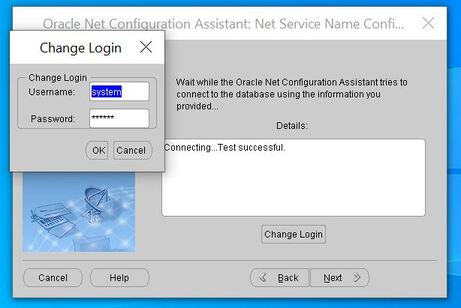 Oracle Net Configuration Assistant: Net Service Name Confi...
Change Login
Change Login
Username: system
Password: ******
OK Cancel
Wait while the Oracle Net Configuration Assistant tries to
connect to the database using the information you
provided...
Details:
Connecting...Test successful.
Change Login
Cancel Help Back Next